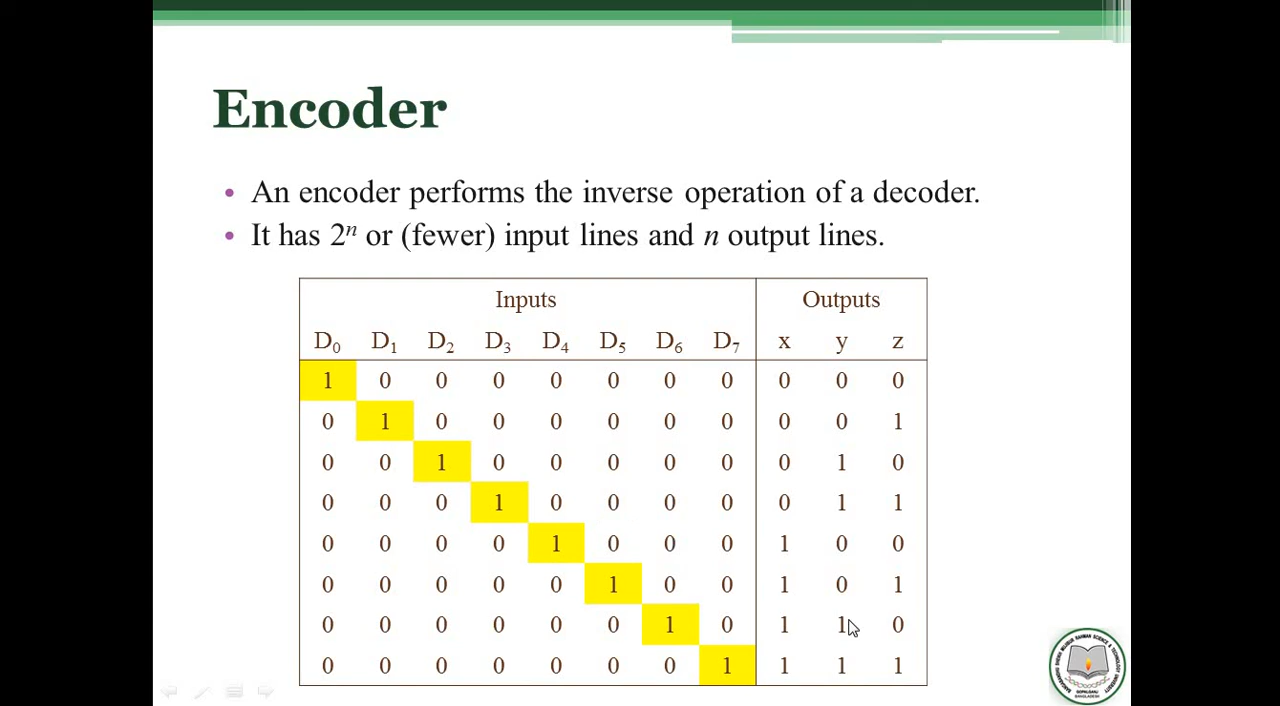 Encoder
• An encoder performs the inverse operation of a decoder.
• It has 2ⁿ or (fewer) input lines and n output lines.
Inputs Outputs
D₀ D₁ D₂ D₃ D₄ D₅ D₆ D₇ x y z
1 0 0 0 0 0 0 0 0 0 0
0 1 0 0 0 0 0 0 0 0 1
0 0 1 0 0 0 0 0 0 1 0
0 0 0 1 0 0 0 0 0 1 1
0 0 0 0 1 0 0 0 1 0 0
0 0 0 0 0 1 0 0 1 0 1
0 0 0 0 0 0 1 0 1 1 0
0 0 0 0 0 0 0 1 1 1 1